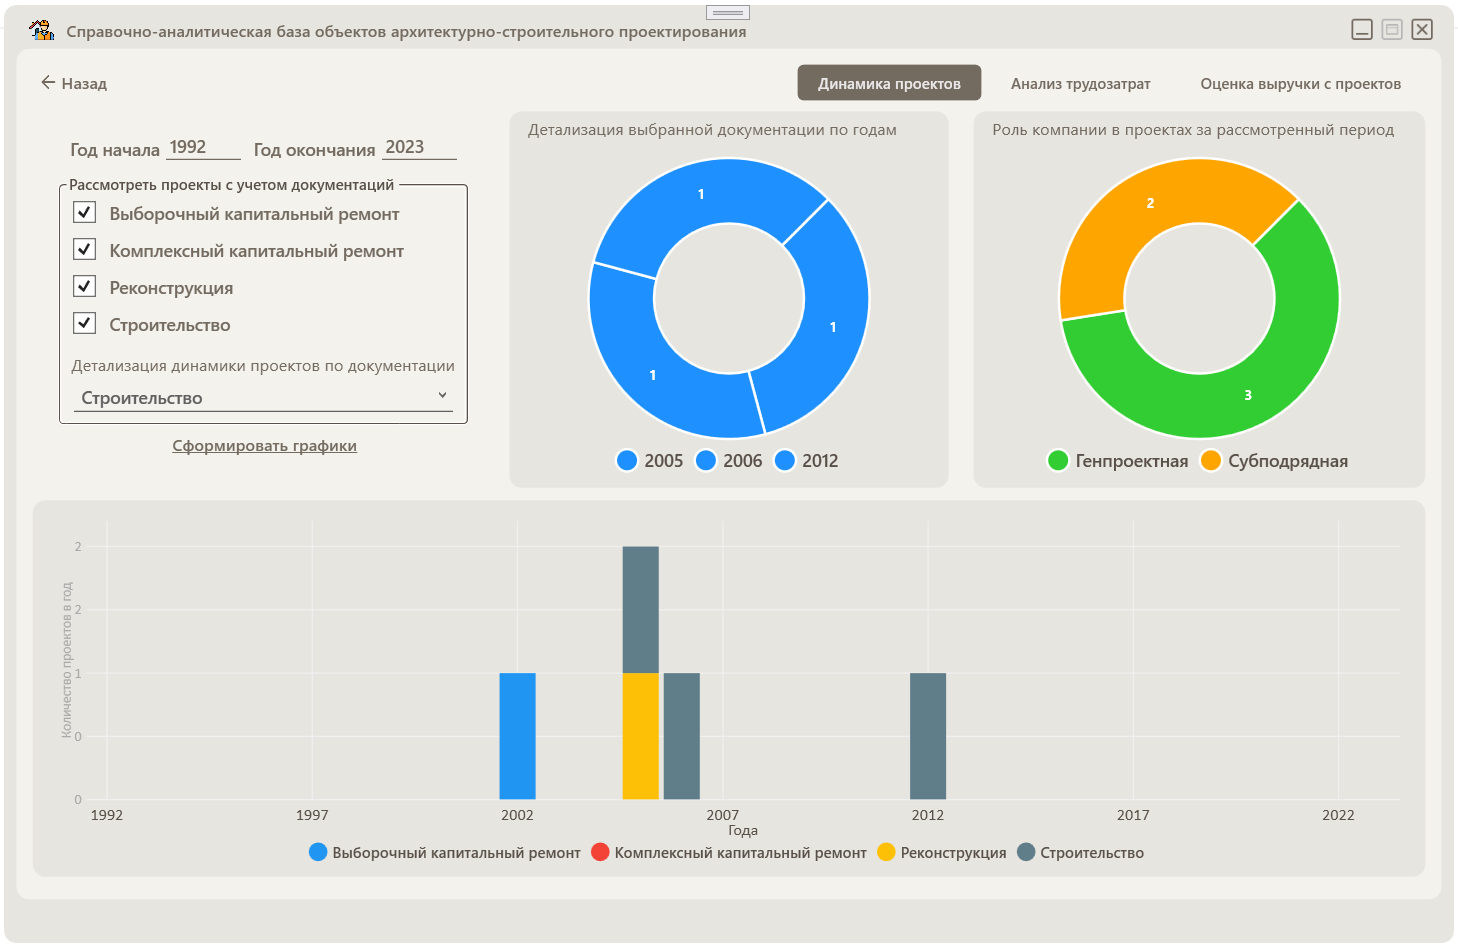 Справочно-аналитическая база объектов архитектурно-строительного проектирования
Назад
Динамика проектов
Анализ трудозатрат
Оценка выручки с проектов
Год начала 1992 Год окончания 2023
Рассмотреть проекты с учетом документаций
Выборочный капитальный ремонт
Комплексный капитальный ремонт
Реконструкция
Строительство
Детализация динамики проектов по документации
Строительство
Сформировать графики
Детализация выбранной документации по годам
1
1
1
2005 2006 2012
Роль компании в проектах за рассмотренный период
2
3
Генпроектная Субподрядная
Количество проектов в год
2
2
1
0
0
1992 1997 2002 2007 2012 2017 2022
Года
Выборочный капитальный ремонт Комплексный капитальный ремонт Реконструкция Строительство